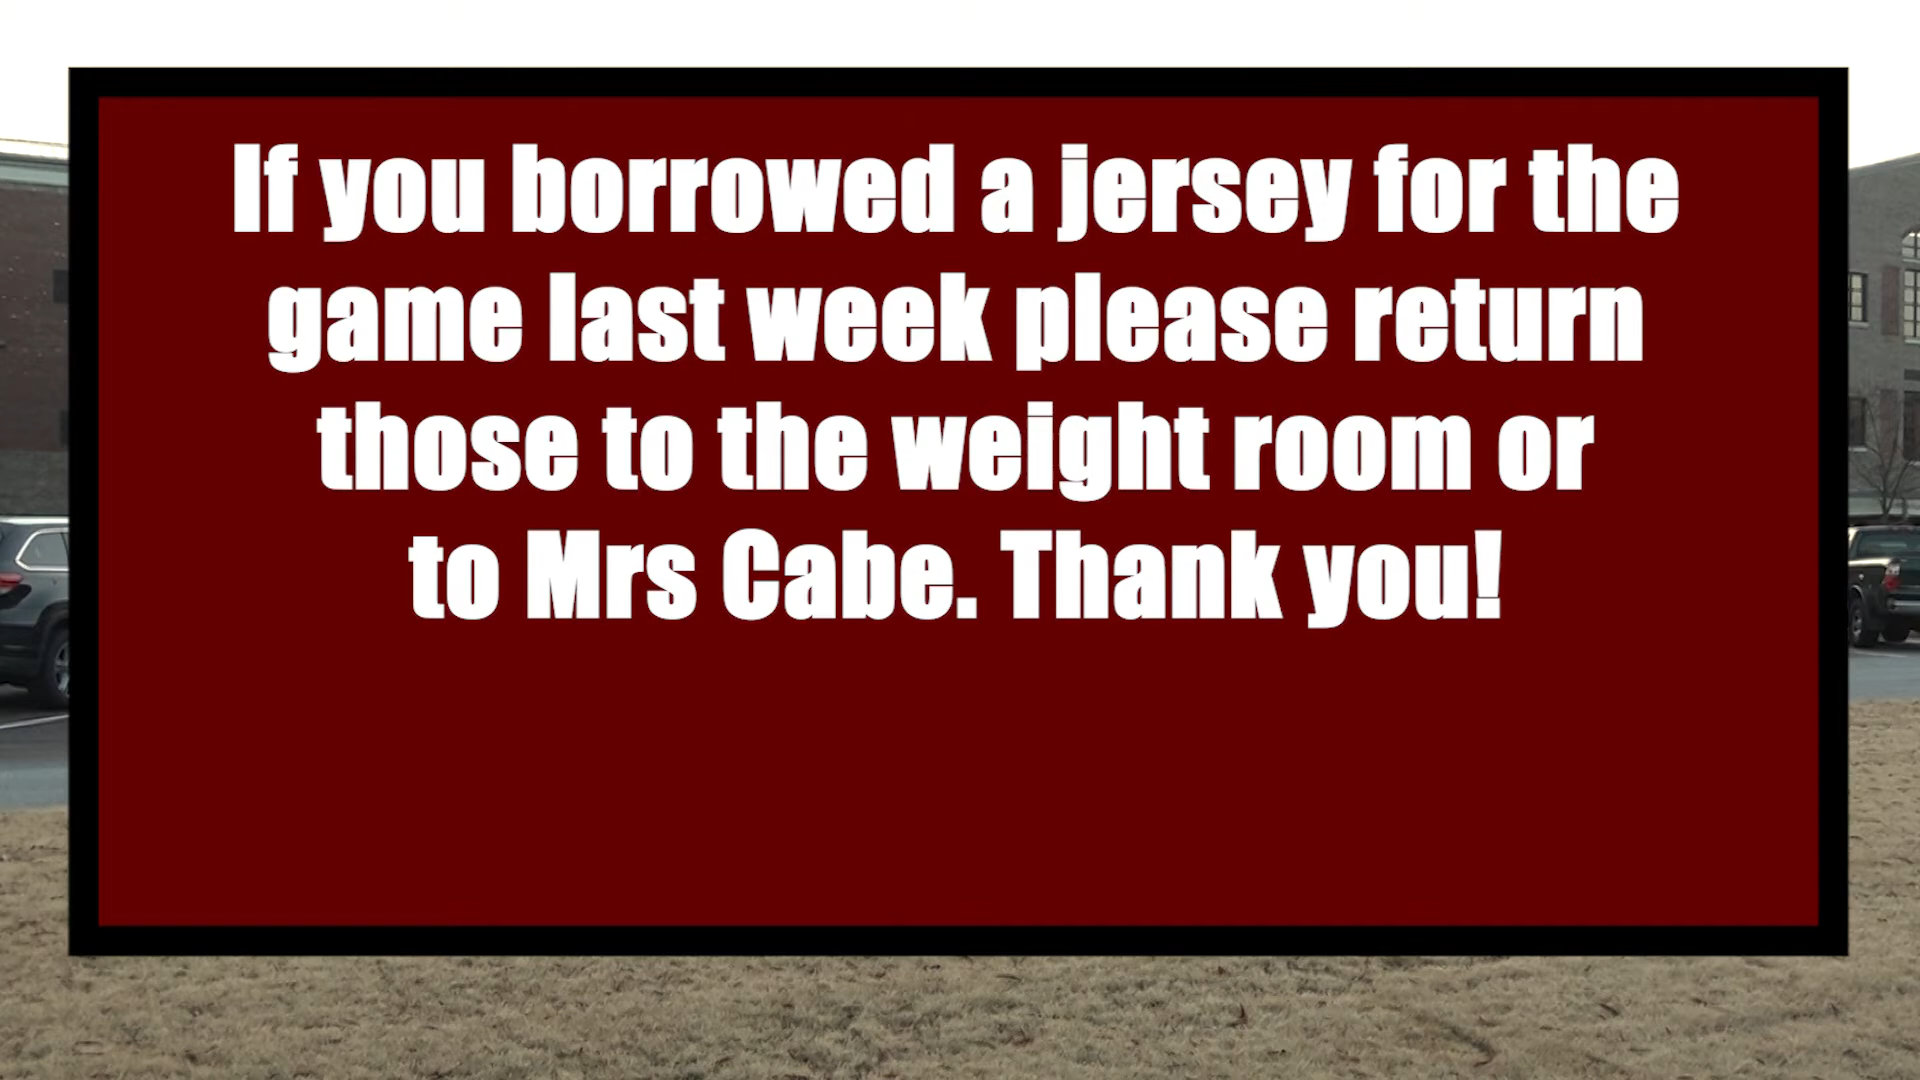 If you borrowed a jersey for the
game last week please return
those to the weight room or
to Mrs Cabe. Thank you!